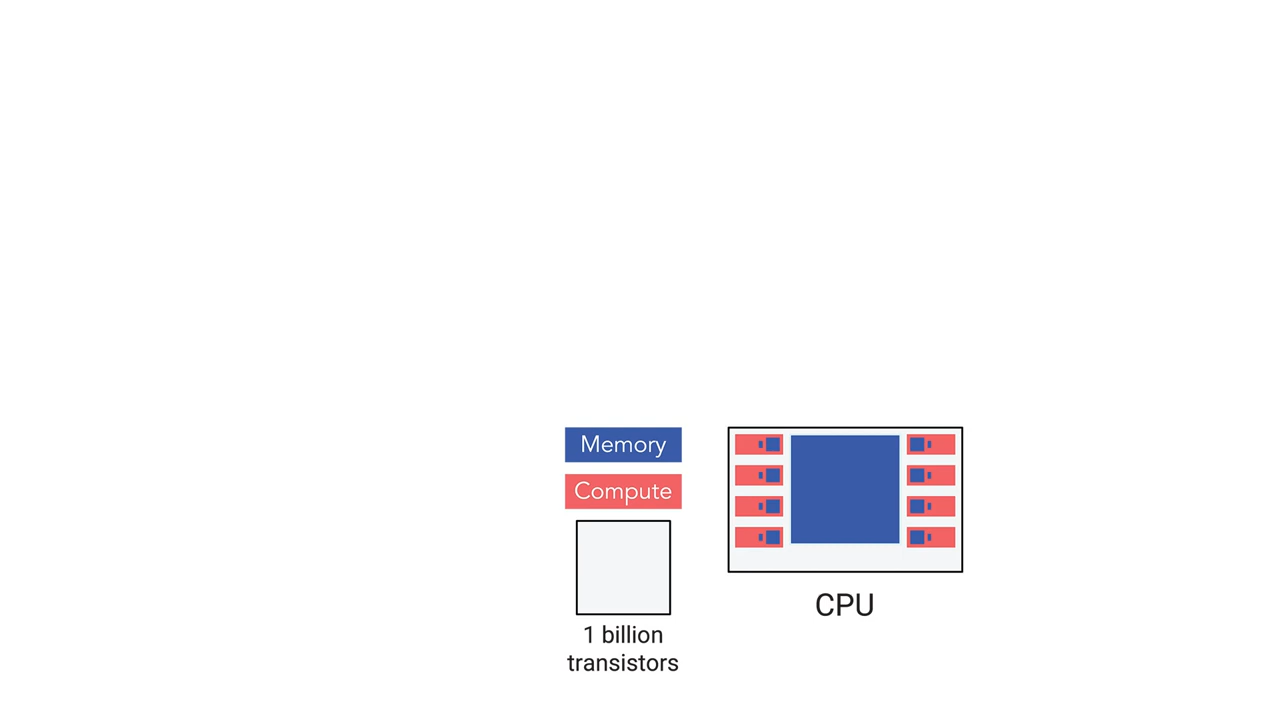 Memory
Compute
1 billion
transistors
CPU